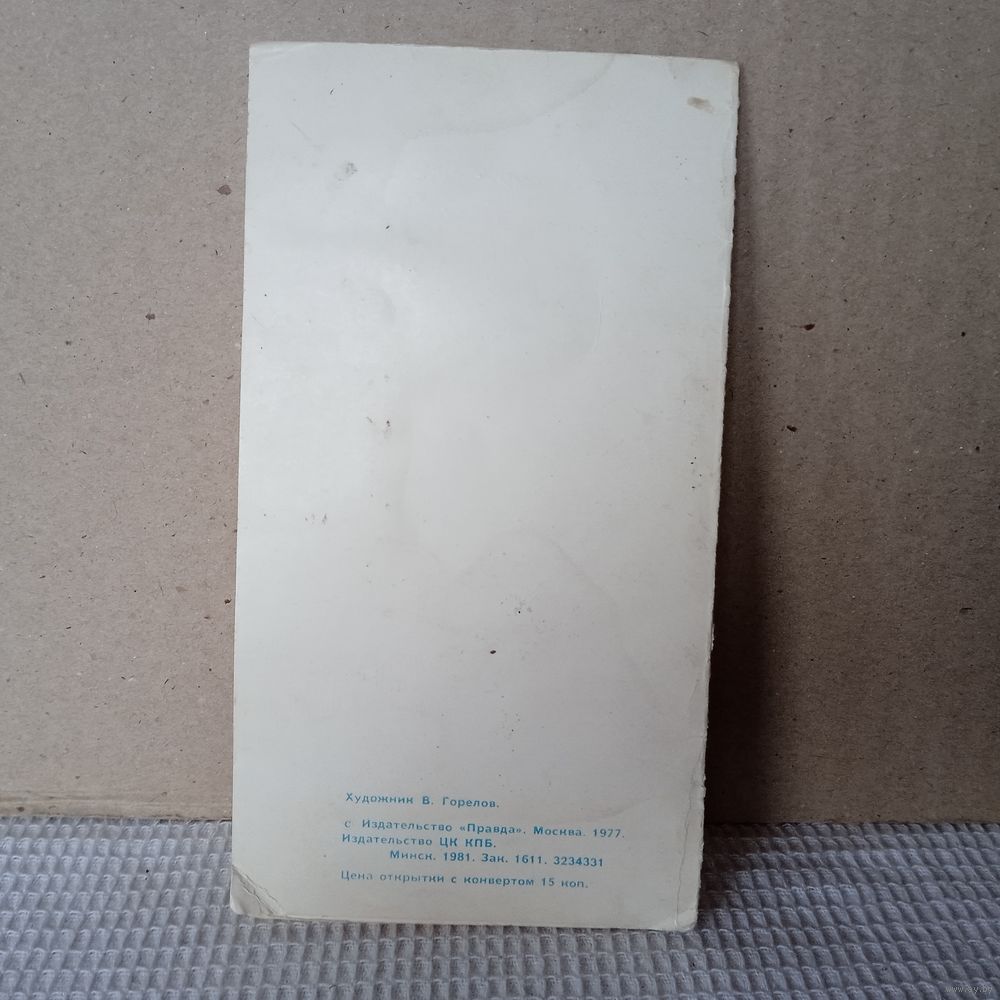 Художник В. Горелов.
с Издательство «Правда». Москва. 1977.
Издательство ЦК КПБ.
Минск. 1981. Зак. 1611. 3234331
Цена открытки с конвертом 15 коп.